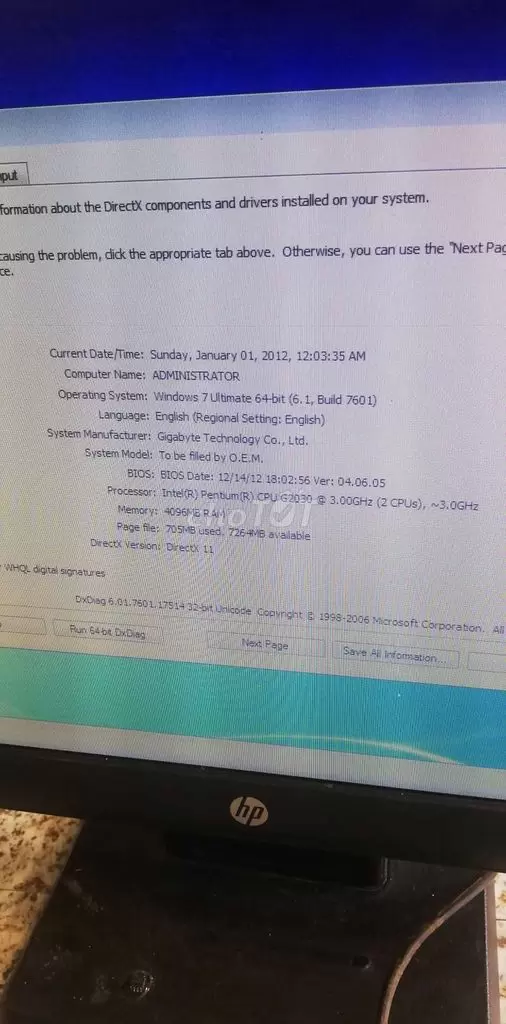 put
formation about the DirectX components and drivers installed on your system.
causing the problem, click the appropriate tab above. Otherwise, you can use the "Next Pag
ce.
Current Date/Time: Sunday, January 01, 2012, 12:03:35 AM
Computer Name: ADMINISTRATOR
Operating System: Windows 7 Ultimate 64-bit (6.1, Build 7601)
Language: English (Regional Setting: English)
System Manufacturer: Gigabyte Technology Co., Ltd.
System Model: To be filled by O.E.M.
BIOS: BIOS Date: 12/14/12 18:02:56 Ver: 04.06.05
Processor: Intel(R) Pentium(R) CPU G2030 @ 3.00GHz (2 CPUs), ~3.0GHz
Memory: 4096MB RAM
chợTỐT
Page file: 705MB used, 7264MB available
DirectX Version: DirectX 11
WHQL digital signatures
DxDiag 6.01.7601.17514 32-bit Unicode Copyright © 1998-2006 Microsoft Corporation. All
Run 64-bit DxDiag
Next Page
Save All Information...
hp